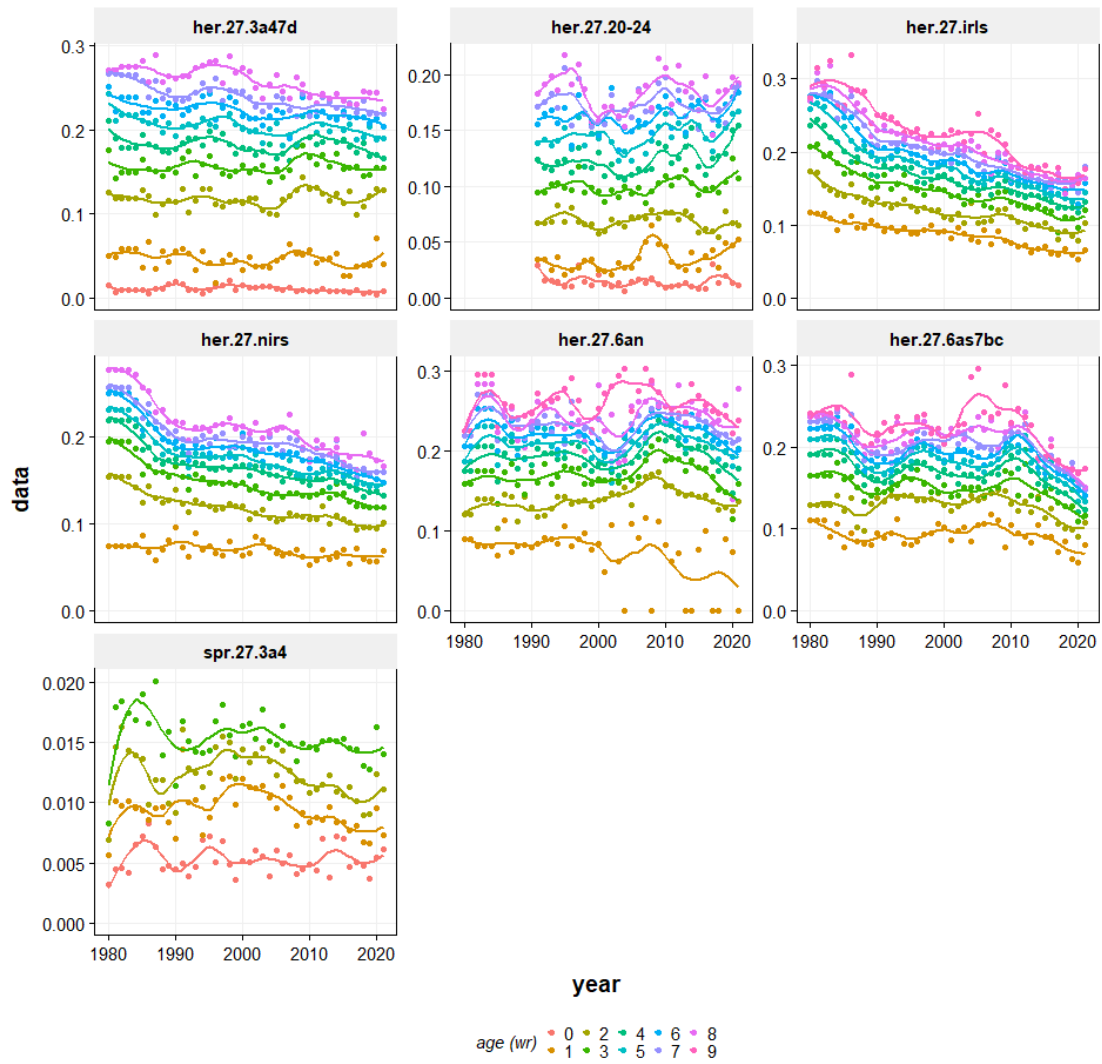 her.27.3a47d her.27.20-24 her.27.irls
0.3 0.2 0.1 0.0
0.20 0.15 0.10 0.05 0.00
0.3 0.2 0.1 0.0
her.27.nirs her.27.6an her.27.6as7bc
0.2 0.1 0.0
0.3 0.2 0.1 0.0
0.3 0.2 0.1 0.0
1980 1990 2000 2010 2020
1980 1990 2000 2010 2020
spr.27.3a4
0.020 0.015 0.010 0.005 0.000
1980 1990 2000 2010 2020
data
year
age (wr) 0 2 4 6 8
1 3 5 7 9